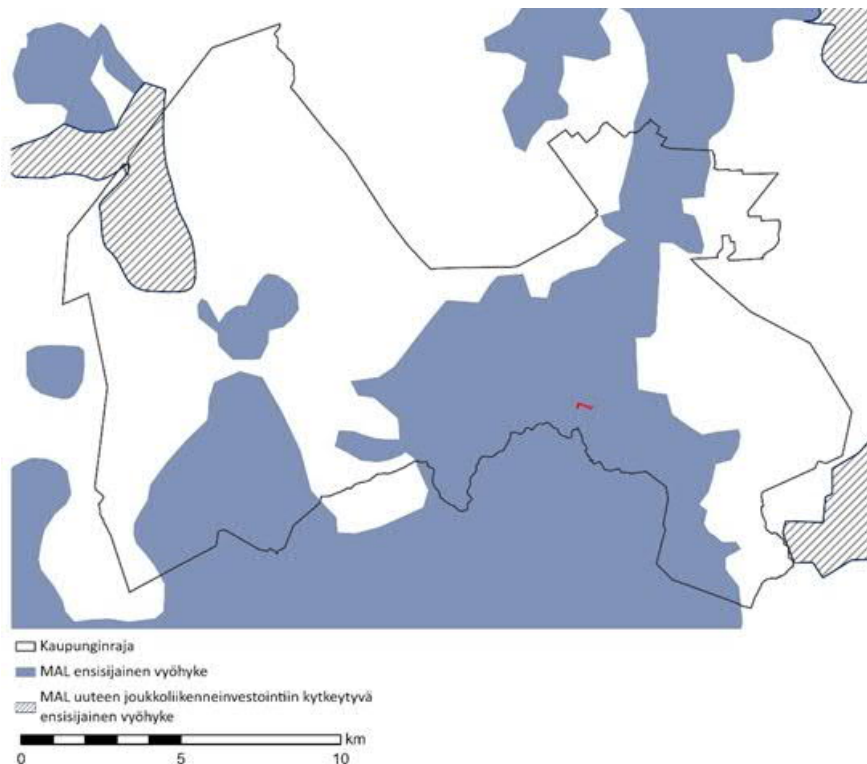 Kaupunginraja
MAL ensisijainen vyöhyke
MAL uuteen joukkoliikenneinvestointiin kytkeytyvä
ensisijainen vyöhyke
km
0 5 10